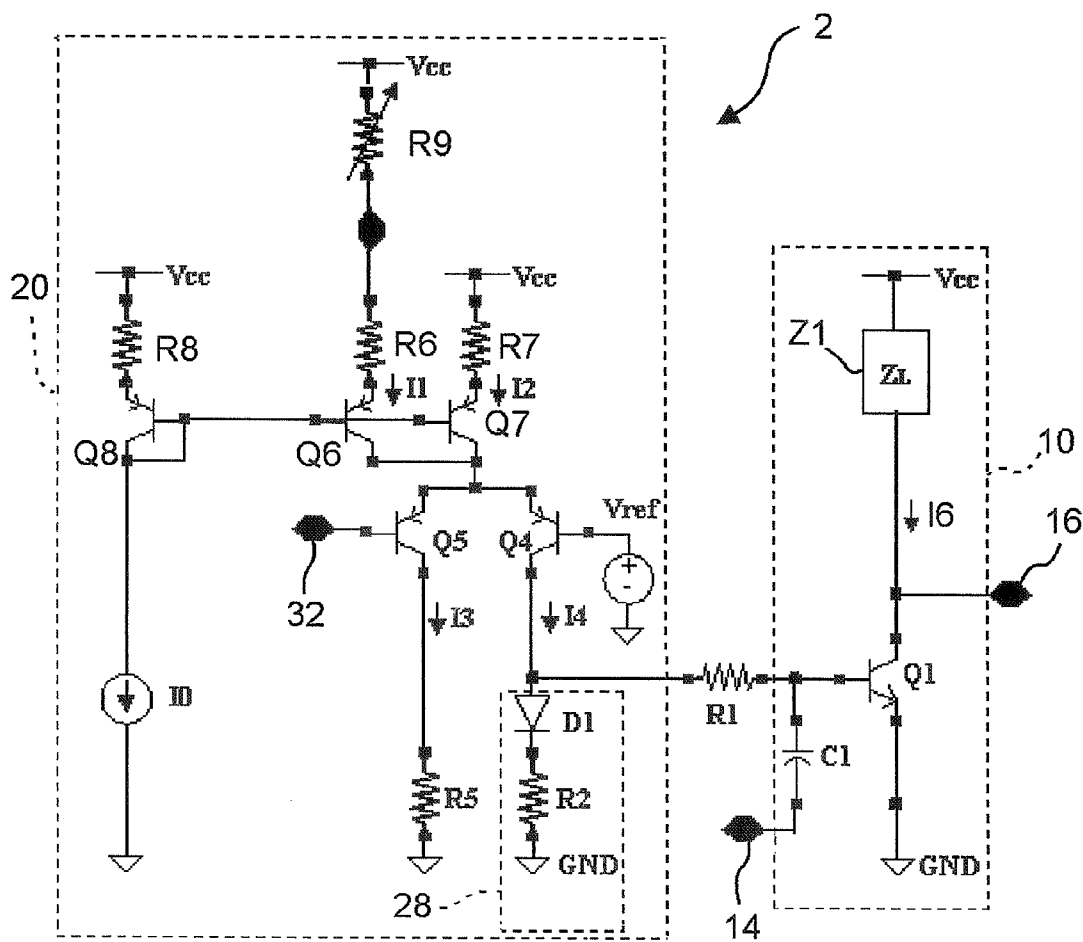 2
Vcc
R9
20
Vcc
Vcc
Vcc
R8
R6
R7
Z1
ZL
I1
I2
Q8
Q6
Q7
10
Vref
I6
16
Q5
Q4
+
-
32
I3
I4
Q1
I0
D1
R1
C1
R5
R2
GND
GND
28
14